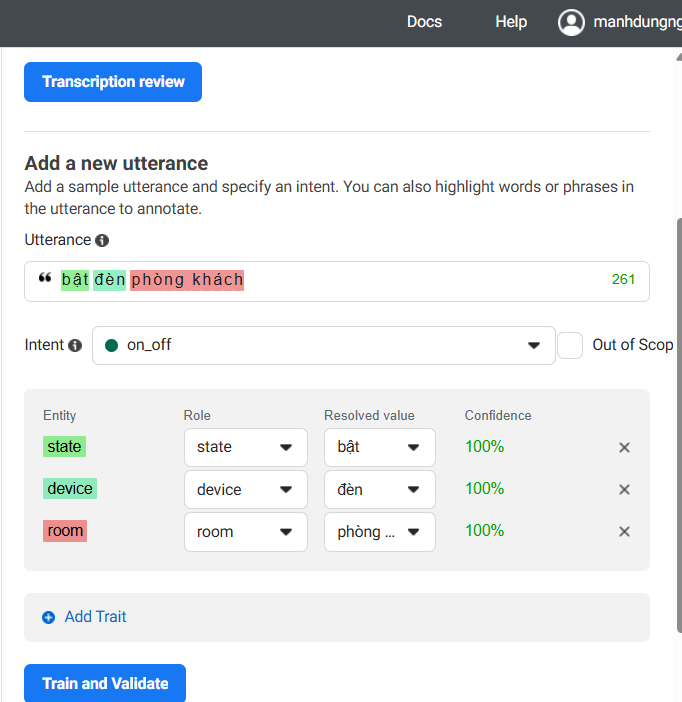 Docs Help manhdungng
Transcription review
Add a new utterance
Add a sample utterance and specify an intent. You can also highlight words or phrases in
the utterance to annotate.
Utterance
bật đèn phòng khách 261
Intent on_off Out of Scop
Entity Role Resolved value Confidence
state state bật 100%
device device đèn 100%
room room phòng ... 100%
Add Trait
Train and Validate